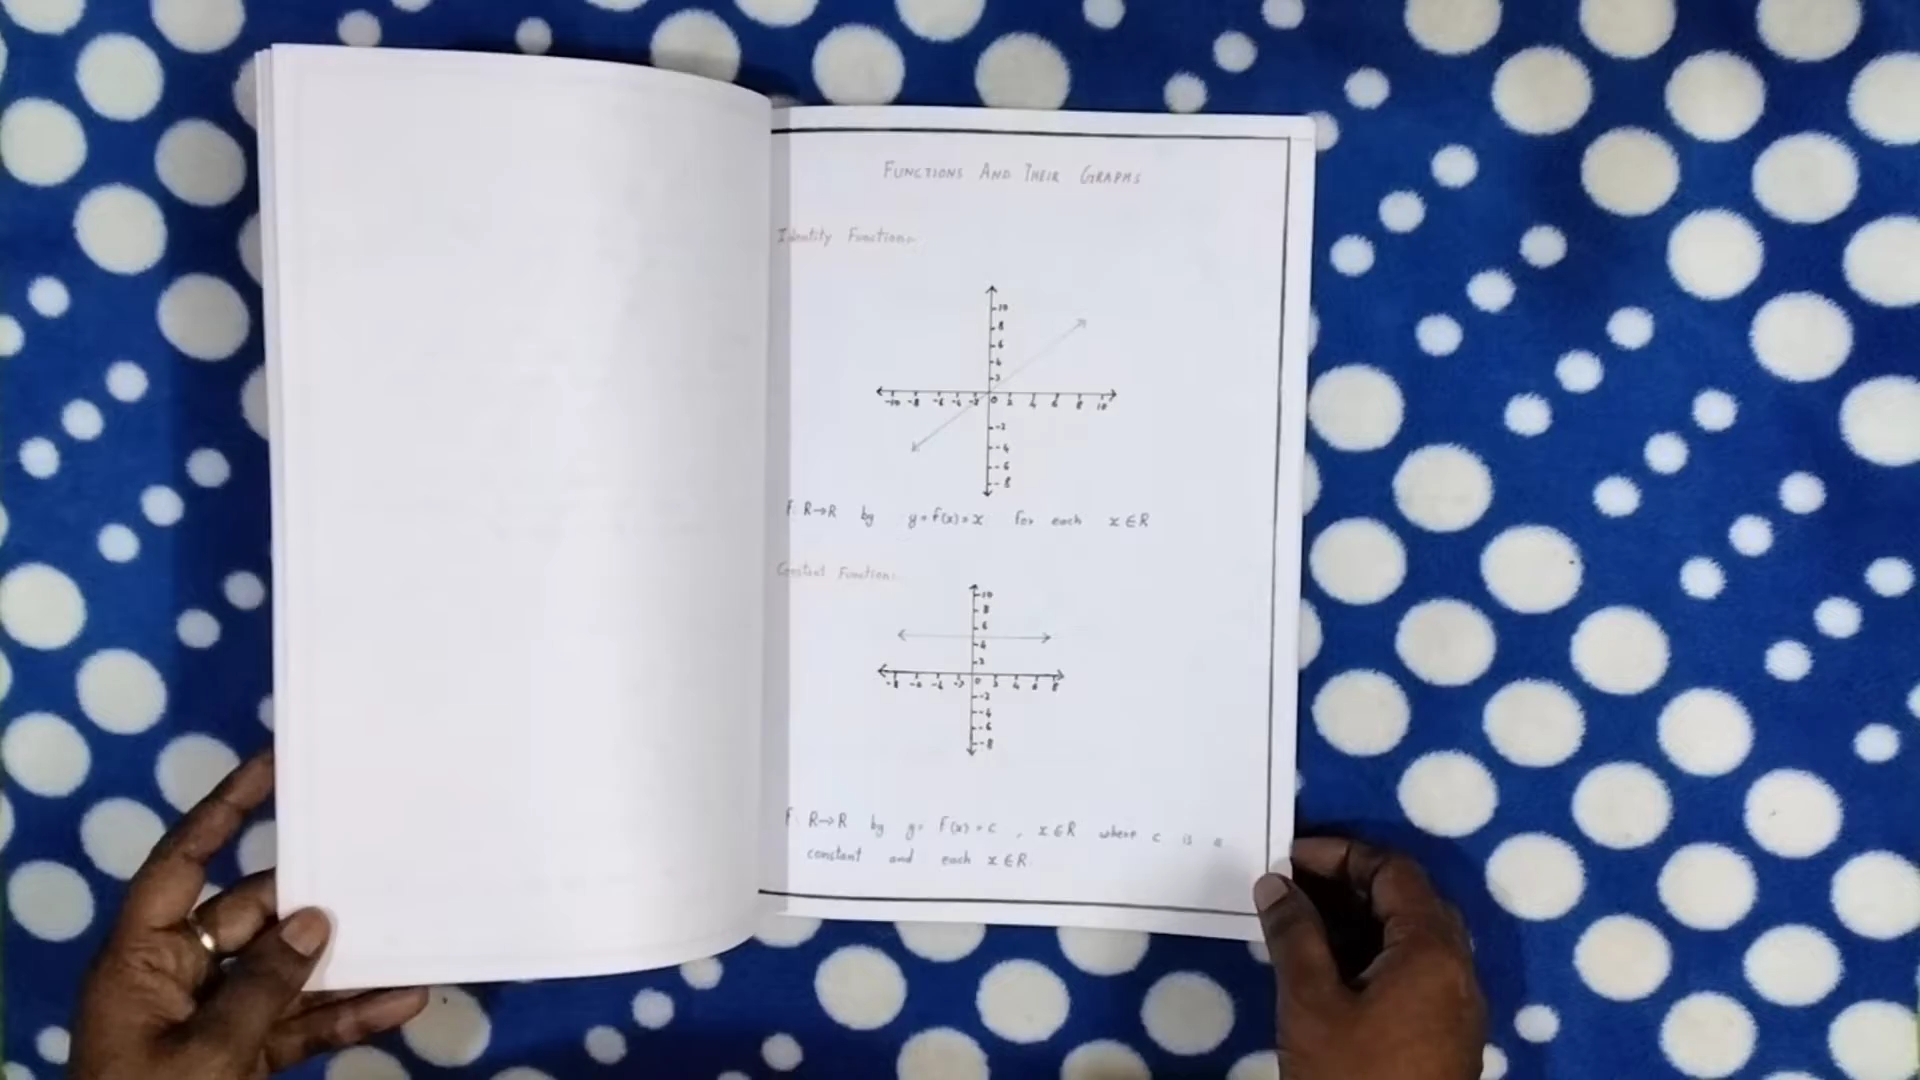 FUNCTIONS AND THEIR GRAPHS
Identity Function:-
10
8
6
4
2
-10 -8 -6 -4 -2 0 2 4 6 8 10
-2
-4
-6
-8
F: R→R by y=f(x)=x for each x∈R
Constant Function:-
10
8
6
4
2
-8 -6 -4 -2 0 2 4 6 8
-2
-4
-6
-8
F: R→R by y= F(x)=c , x∈R where c is a
constant and each x∈R